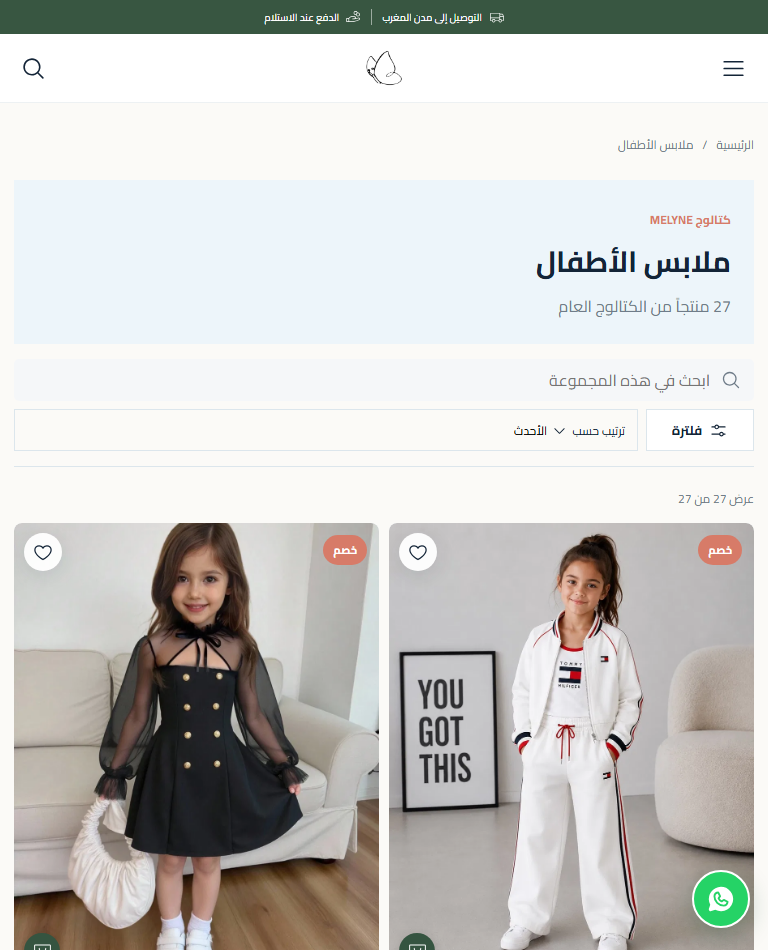 التوصيل إلى مدن المغرب
الدفع عند الاستلام
الرئيسية / ملابس الأطفال
كتالوج MELYNE
ملابس الأطفال
27 منتجاً من الكتالوج العام
ابحث في هذه المجموعة
فلترة
ترتيب حسب الأحدث
عرض 27 من 27
خصم
خصم
TOMMY
HILFIGER
YOU
GOT
THIS